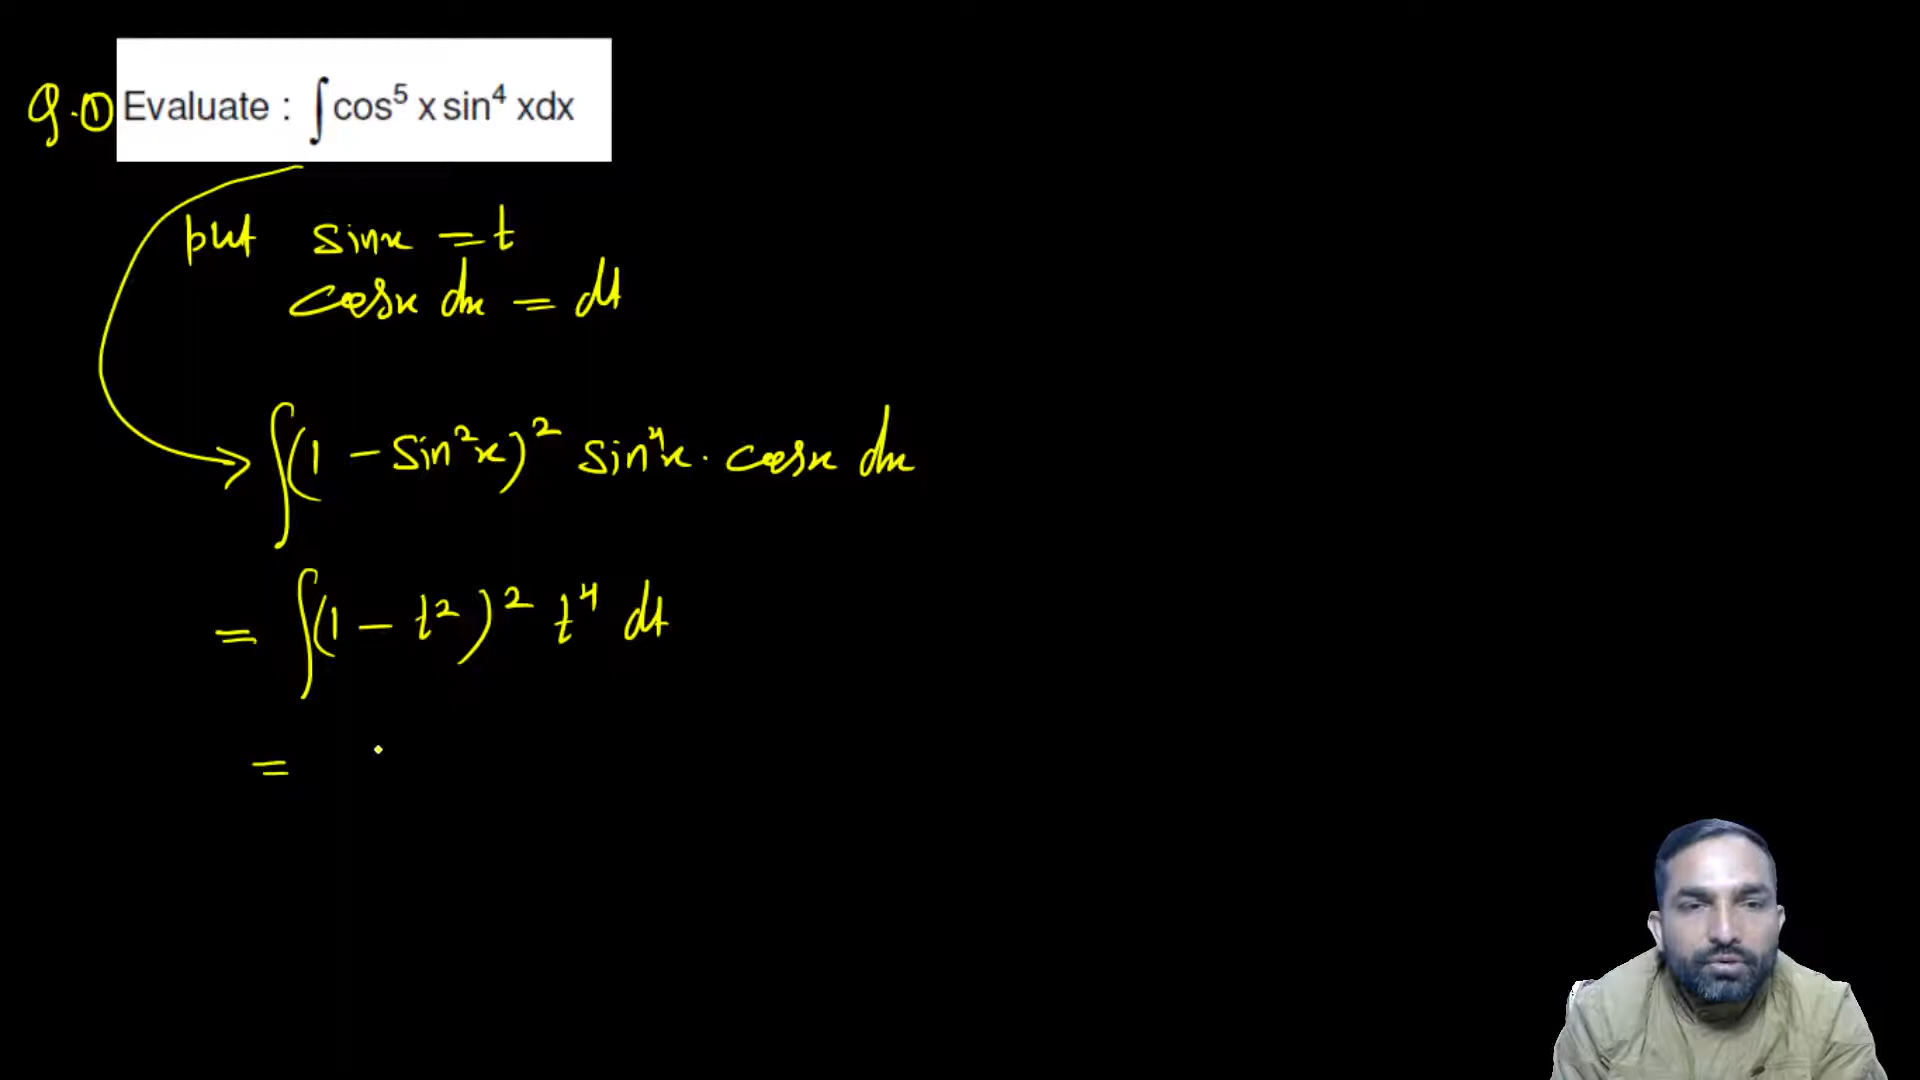 Q.① Evaluate : ∫cos⁵ x sin⁴ xdx
put sinx = t
cosx dx = dt
∫(1 - sin²x)² sin⁴x . cosx dx
= ∫(1 - t²)² t⁴ dt
=